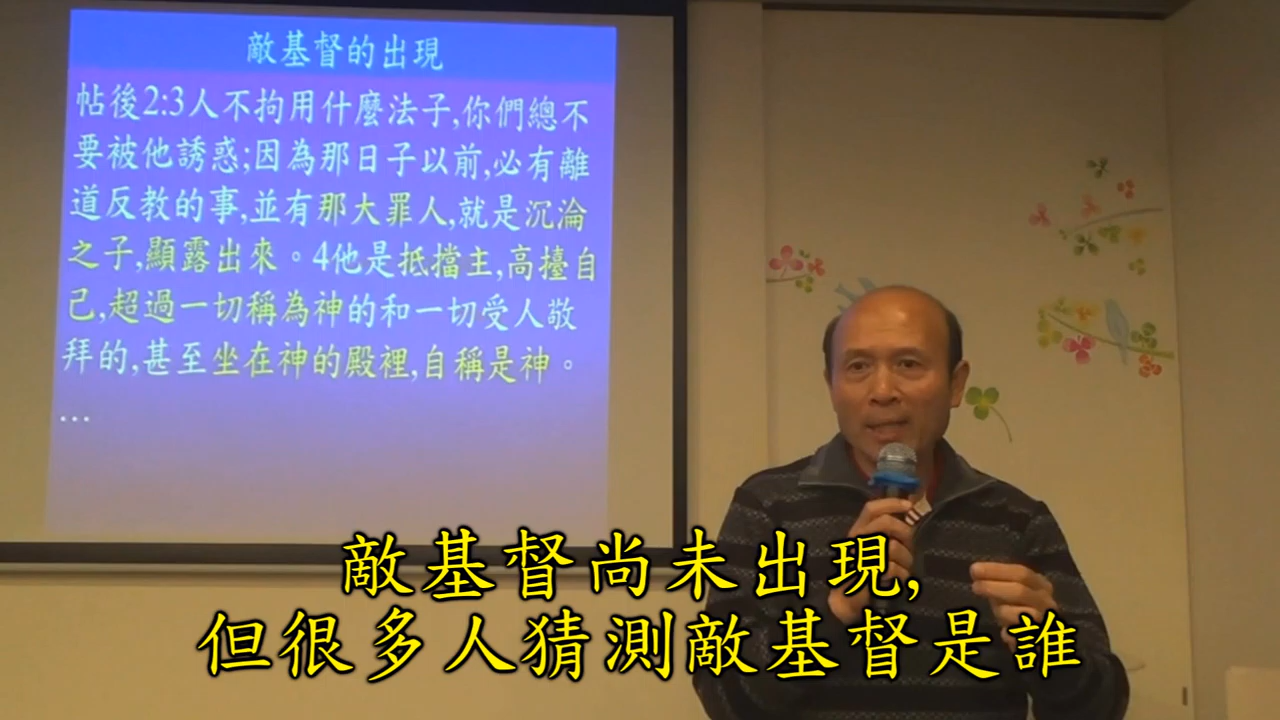 敵基督的出現
帖後2:3人不拘用什麼法子,你們總不
要被他誘惑;因為那日子以前,必有離
道反教的事,並有那大罪人,就是沉淪
之子,顯露出來。4他是抵擋主,高擡自
己,超過一切稱為神的和一切受人敬
拜的,甚至坐在神的殿裡,自稱是神。
...
敵基督尚未出現,
但很多人猜測敵基督是誰